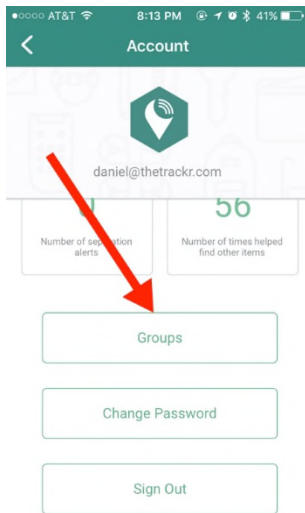 AT&T 8:13 PM 41%
Account
daniel@thetrackr.com
56
Number of separation alerts
Number of times helped
find other items
Groups
Change Password
Sign Out